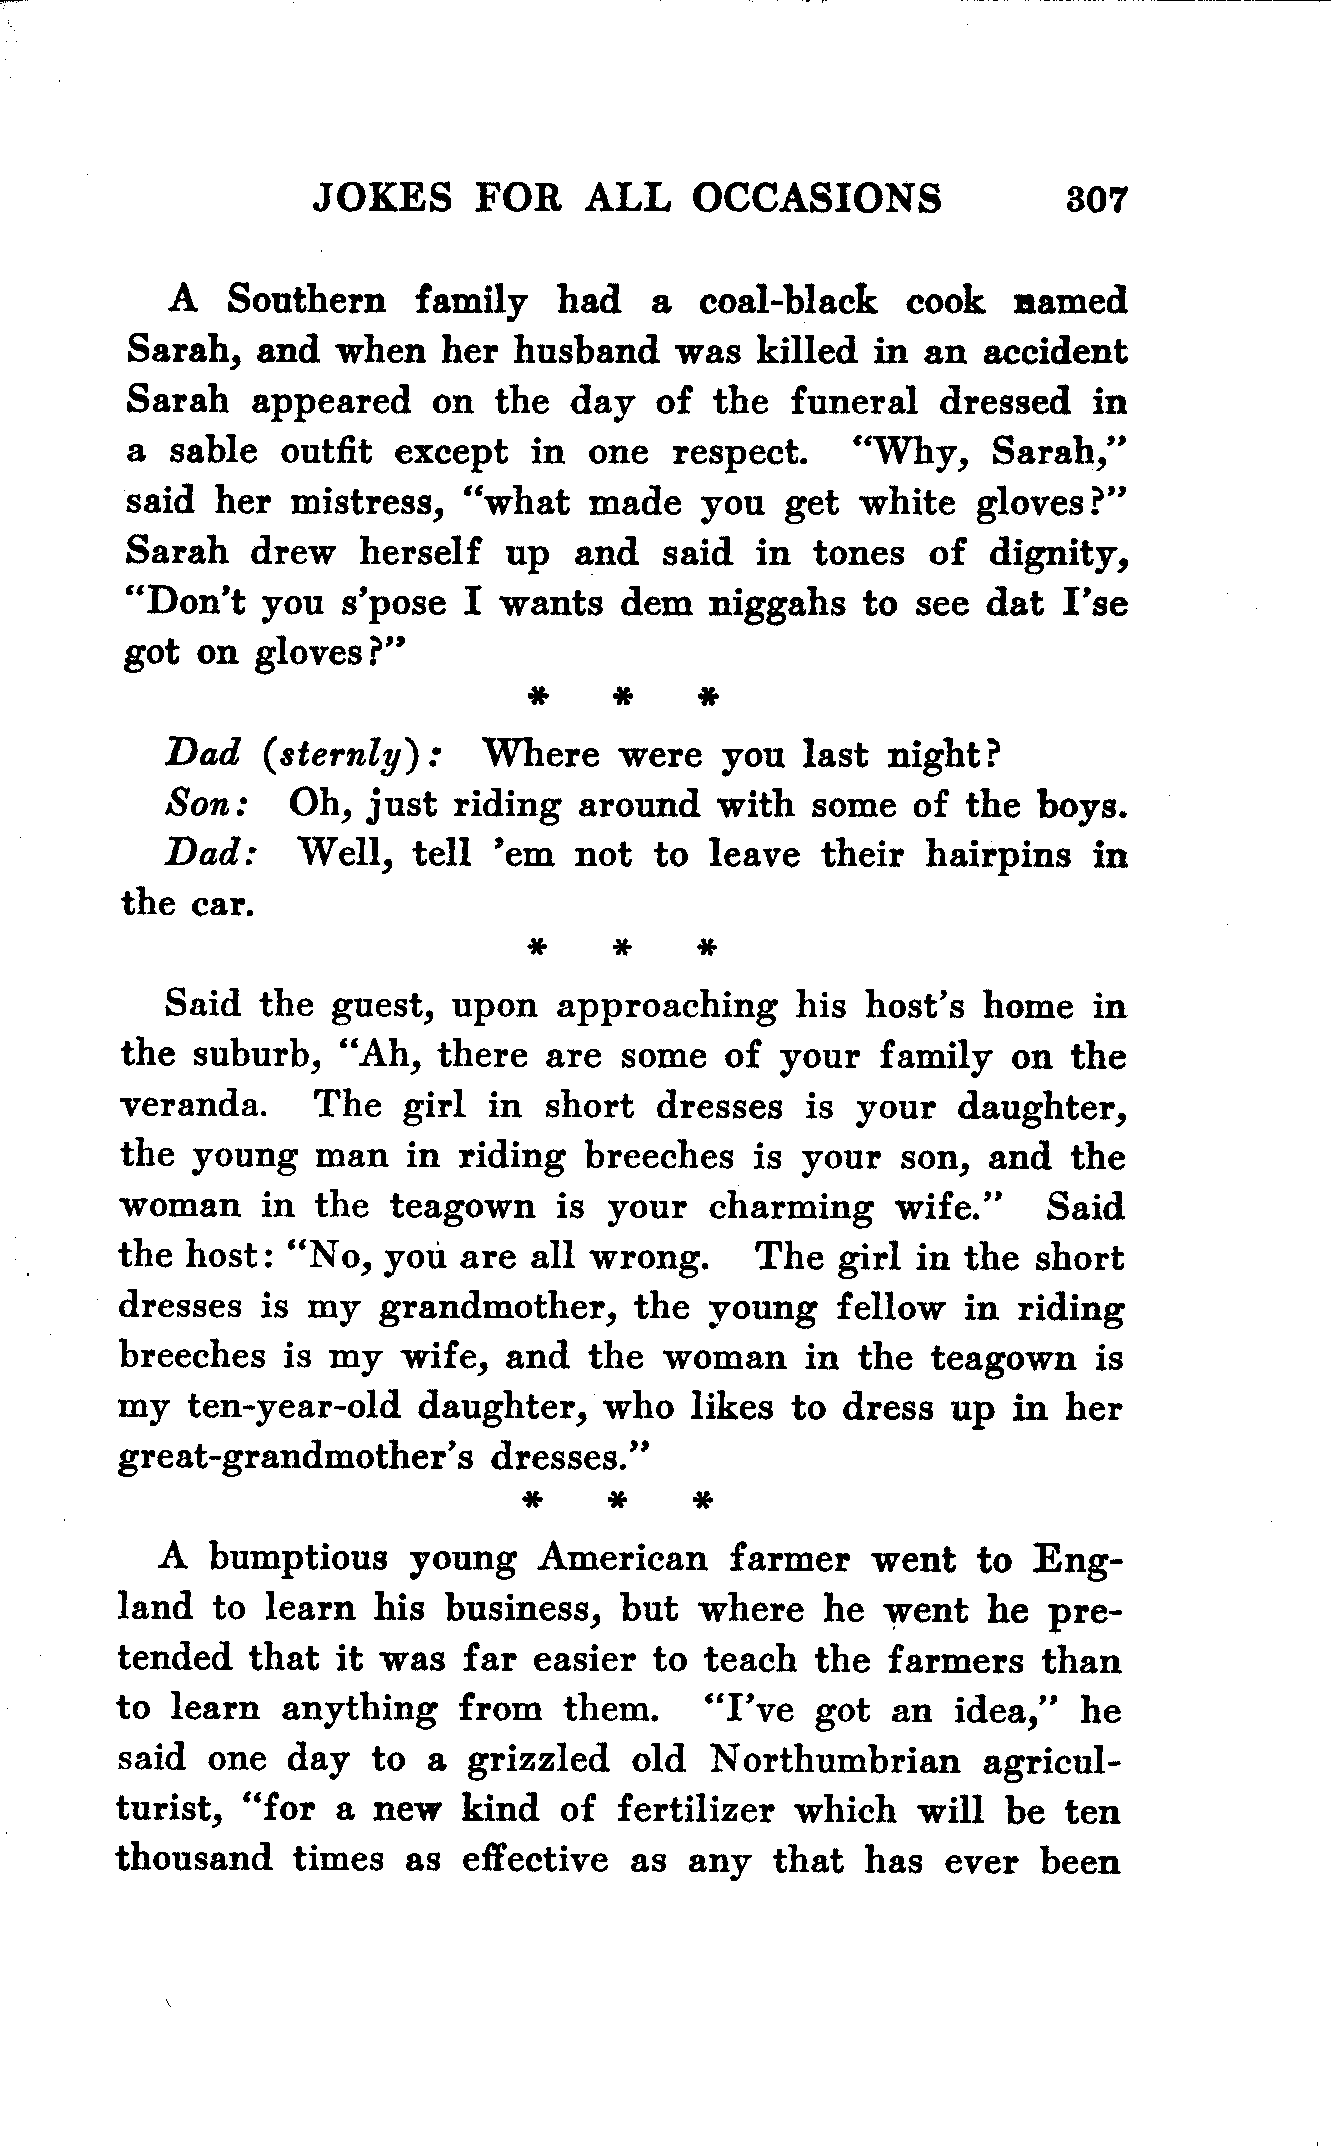 JOKES FOR ALL OCCASIONS 307
A Southern family had a coal-black cook named
Sarah, and when her husband was killed in an accident
Sarah appeared on the day of the funeral dressed in
a sable outfit except in one respect. "Why, Sarah,"
said her mistress, "what made you get white gloves?"
Sarah drew herself up and said in tones of dignity,
"Don't you s'pose I wants dem niggahs to see dat I'se
got on gloves?"
* * *
Dad (sternly): Where were you last night?
Son: Oh, just riding around with some of the boys.
Dad: Well, tell 'em not to leave their hairpins in
the car.
* * *
Said the guest, upon approaching his host's home in
the suburb, "Ah, there are some of your family on the
veranda. The girl in short dresses is your daughter,
the young man in riding breeches is your son, and the
woman in the teagown is your charming wife." Said
the host: "No, you are all wrong. The girl in the short
dresses is my grandmother, the young fellow in riding
breeches is my wife, and the woman in the teagown is
my ten-year-old daughter, who likes to dress up in her
great-grandmother's dresses."
* * *
A bumptious young American farmer went to Eng-
land to learn his business, but where he went he pre-
tended that it was far easier to teach the farmers than
to learn anything from them. "I've got an idea," he
said one day to a grizzled old Northumbrian agricul-
turist, "for a new kind of fertilizer which will be ten
thousand times as effective as any that has ever been